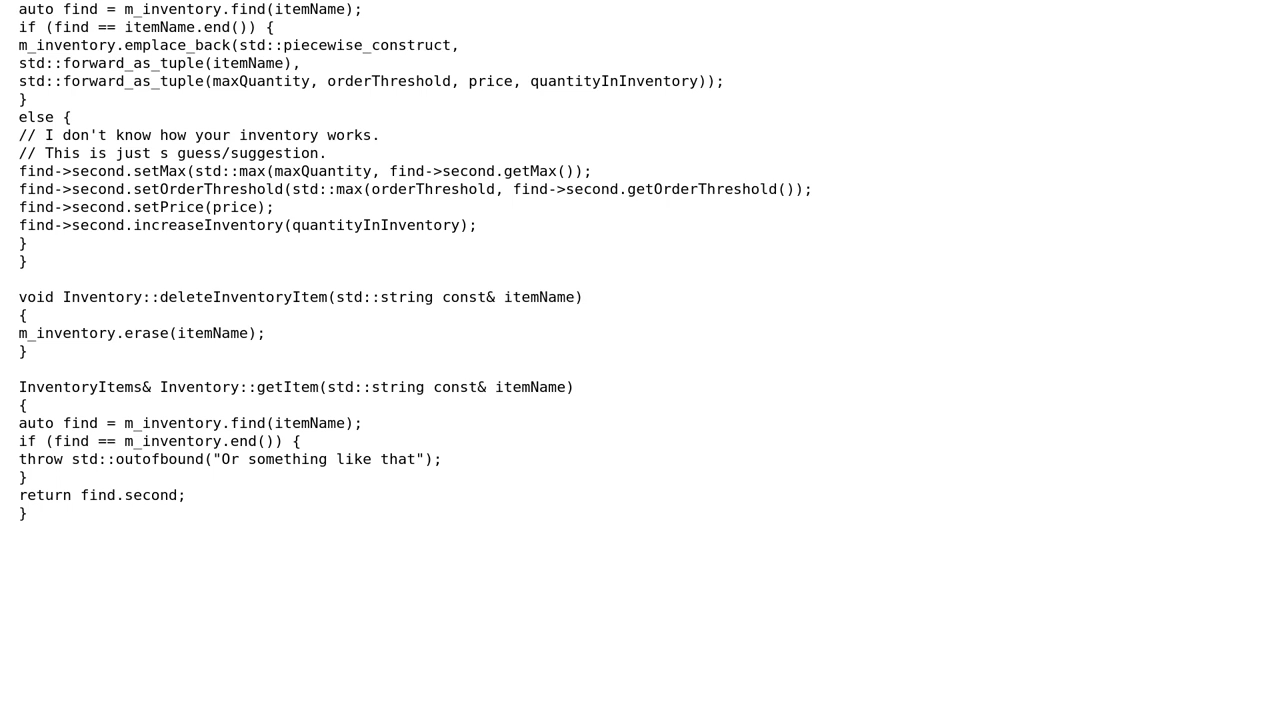 auto find = m_inventory.find(itemName);
if (find == itemName.end()) {
m_inventory.emplace_back(std::piecewise_construct,
std::forward_as_tuple(itemName),
std::forward_as_tuple(maxQuantity, orderThreshold, price, quantityInInventory));
}
else {
// I don't know how your inventory works.
// This is just s guess/suggestion.
find->second.setMax(std::max(maxQuantity, find->second.getMax());
find->second.setOrderThreshold(std::max(orderThreshold, find->second.getOrderThreshold());
find->second.setPrice(price);
find->second.increaseInventory(quantityInInventory);
}
}

void Inventory::deleteInventoryItem(std::string const& itemName)
{
m_inventory.erase(itemName);
}

InventoryItems& Inventory::getItem(std::string const& itemName)
{
auto find = m_inventory.find(itemName);
if (find == m_inventory.end()) {
throw std::outofbound("Or something like that");
}
return find.second;
}